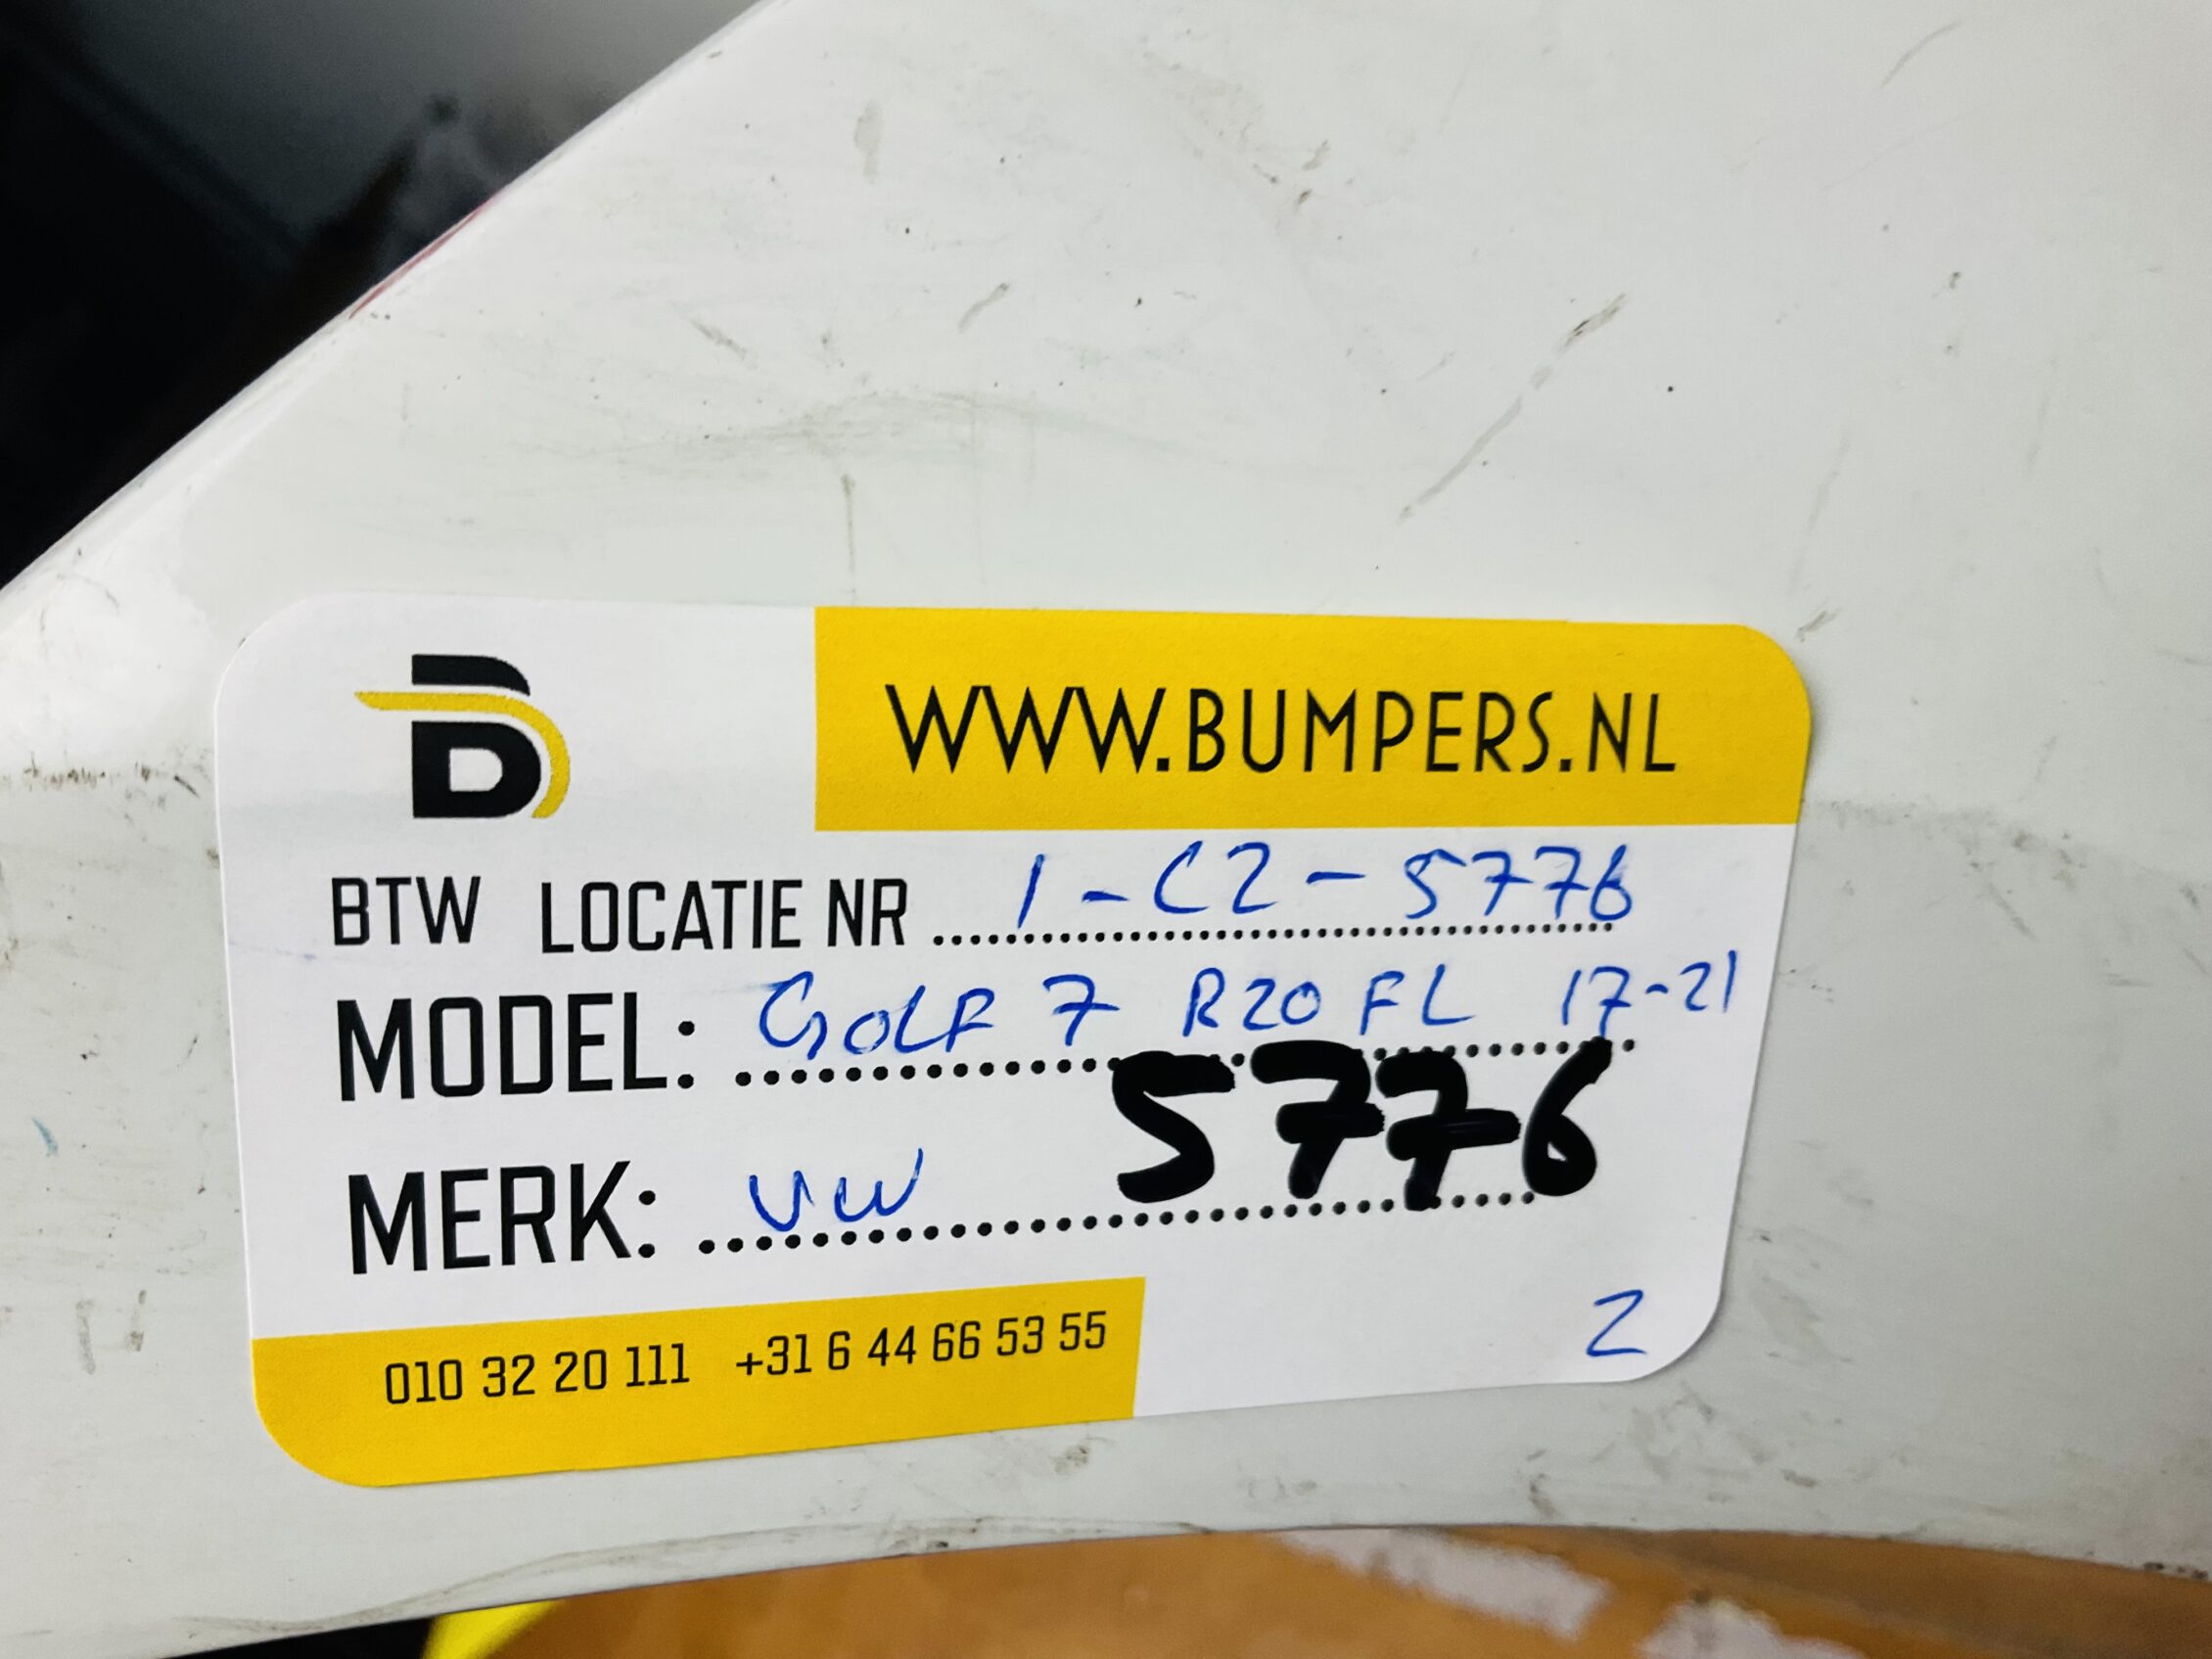 B
WWW.BUMPERS.NL
BTW LOCATIE NR 1-C2-5776
MODEL: GOLF 7 R20 FL 17-21
5776
MERK: VW
010 32 20 111 +31 6 44 66 53 55
2